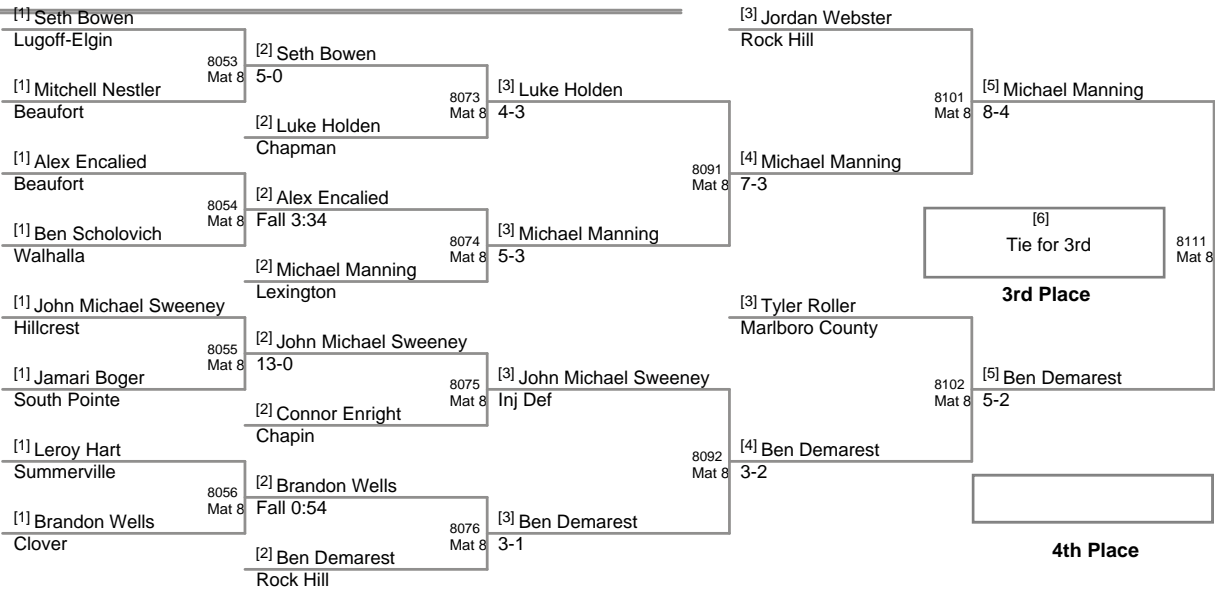 [1] Seth Bowen
Lugoff-Elgin
8053
Mat 8
[1] Mitchell Nestler
Beaufort
[1] Alex Encalied
Beaufort
8054
Mat 8
[1] Ben Scholovich
Walhalla
[1] John Michael Sweeney
Hillcrest
8055
Mat 8
[1] Jamari Boger
South Pointe
[1] Leroy Hart
Summerville
8056
Mat 8
[1] Brandon Wells
Clover
[2] Seth Bowen
5-0
8073
Mat 8
[2] Luke Holden
Chapman
[2] Alex Encalied
Fall 3:34
8074
Mat 8
[2] Michael Manning
Lexington
[2] John Michael Sweeney
13-0
8075
Mat 8
[2] Connor Enright
Chapin
[2] Brandon Wells
Fall 0:54
8076
Mat 8
[2] Ben Demarest
Rock Hill
[3] Luke Holden
4-3
8091
Mat 8
[3] Michael Manning
5-3
[3] John Michael Sweeney
Inj Def
8092
Mat 8
[3] Ben Demarest
3-1
[3] Jordan Webster
Rock Hill
8101
Mat 8
[4] Michael Manning
7-3
[3] Tyler Roller
Marlboro County
8102
Mat 8
[4] Ben Demarest
3-2
[5] Michael Manning
8-4
[6]
Tie for 3rd
3rd Place
8111
Mat 8
[5] Ben Demarest
5-2
4th Place